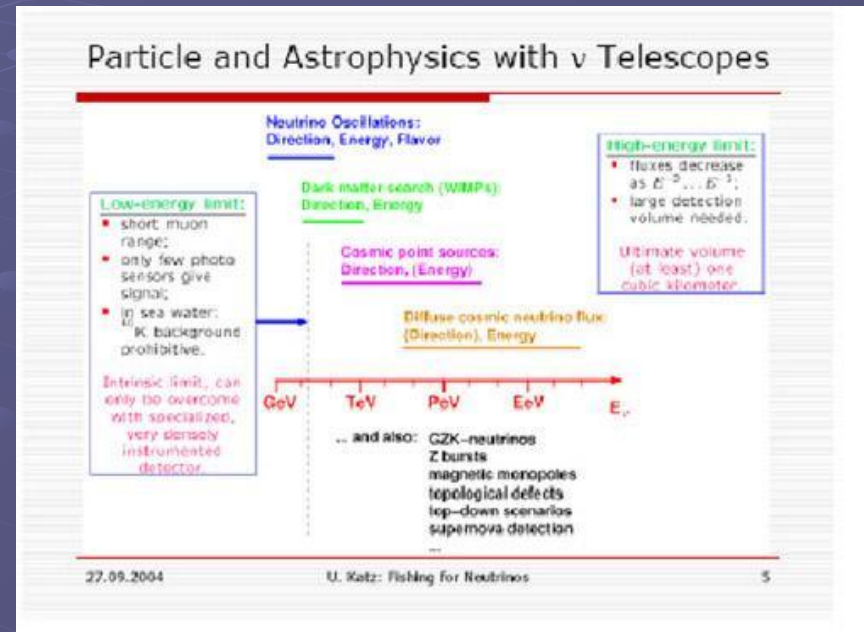 Particle and Astrophysics with ν Telescopes
Neutrino Oscillations:
Direction, Energy, Flavor
Dark matter search (WIMPs):
Direction, Energy
Cosmic point sources:
Direction, (Energy)
Diffuse cosmic neutrino flux
(Direction), Energy
Low-energy limit:
short muon
range;
only few photo
sensors give
signal;
in sea water:
⁴⁰K background
prohibitive.
Intrinsic limit, can
only be overcome
with specialized,
very densely
instrumented
detector.
High-energy limit:
fluxes decrease
as
large detection
volume needed.
Ultimate volume
(at least) one
cubic kilometer
GeV TeV PeV EeV Eν
... and also: GZK-neutrinos
Z bursts
magnetic monopoles
topological defects
top-down scenarios
supernova detection
...
27.09.2004 U. Katz: Fishing for Neutrinos 5